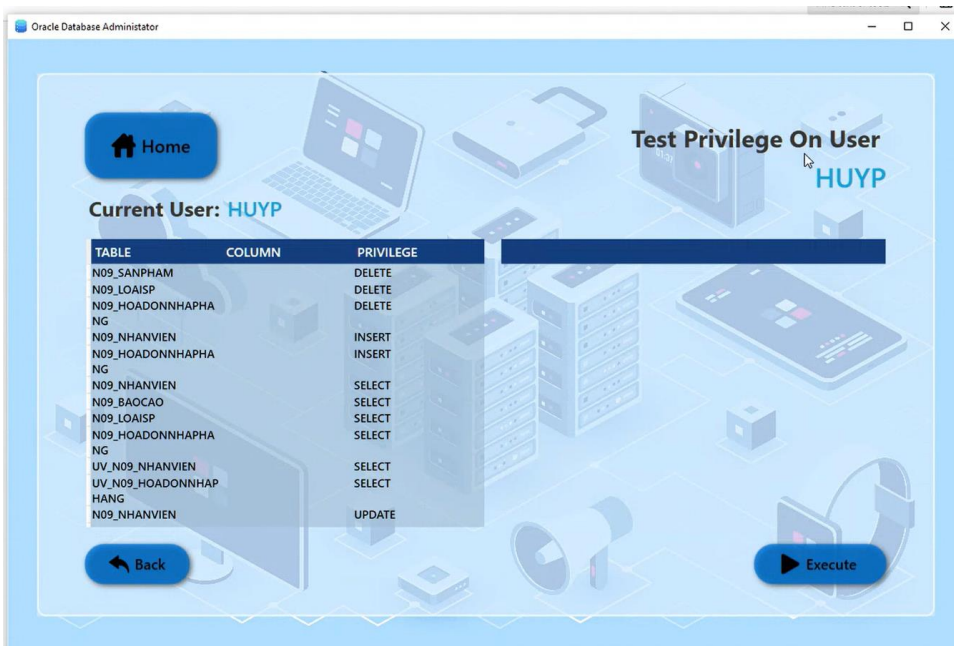 Oracle Database Administator
Home
Test Privilege On User
HUYP
Current User: HUYP
TABLE COLUMN PRIVILEGE
N09_SANPHAM DELETE
N09_LOAISP DELETE
N09_HOADONNHAPHA DELETE
NG
N09_NHANVIEN INSERT
N09_HOADONNHAPHA INSERT
NG
N09_NHANVIEN SELECT
N09_BAOCAO SELECT
N09_LOAISP SELECT
N09_HOADONNHAPHA SELECT
NG
UV_N09_NHANVIEN SELECT
UV_N09_HOADONNHAP SELECT
HANG
N09_NHANVIEN UPDATE
Back
Execute